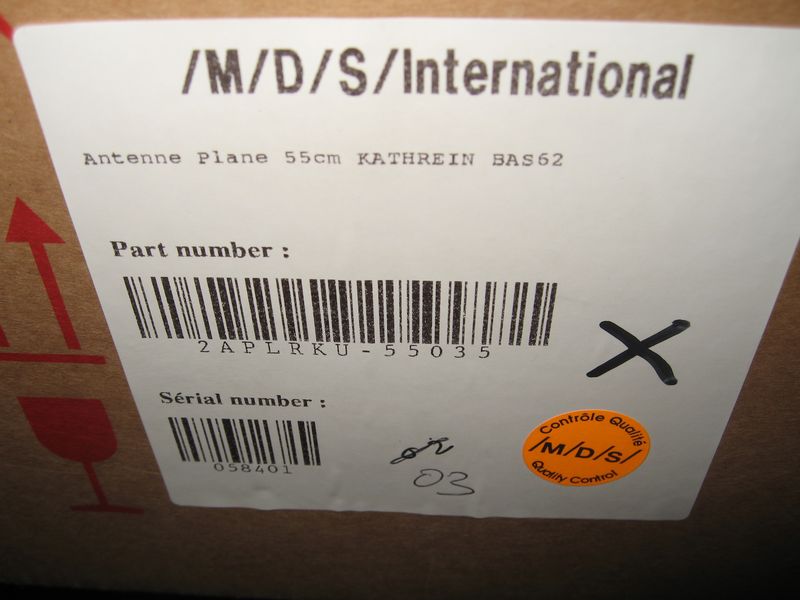 /M/D/S/International
Antenne Plane 55cm KATHREIN BAS62
Part number :
2APLRKU-55035
Sérial number :
058401
03
Contrôle Qualité
/M/D/S/
Quality Control